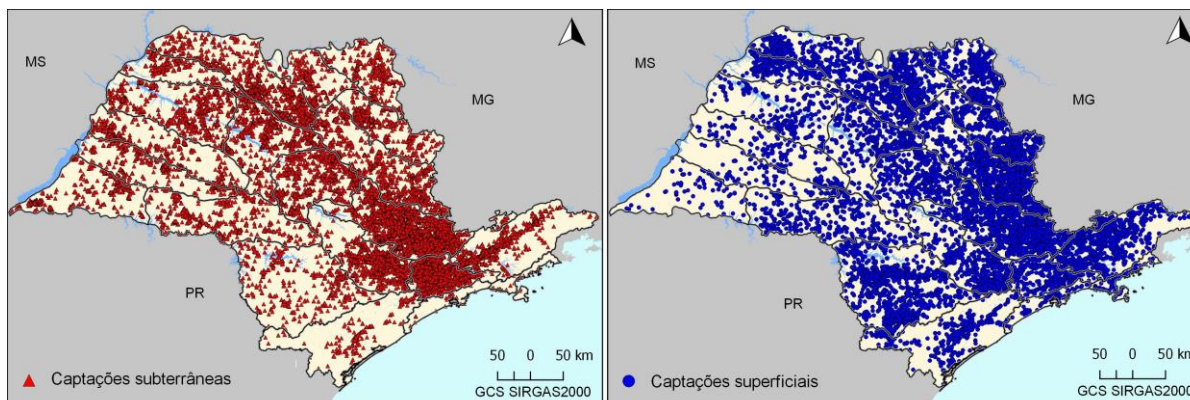 MS
MG
PR
Captações subterrâneas
50 0 50 km
GCS SIRGAS2000
MS
MG
PR
Captações superficiais
50 0 50 km
GCS SIRGAS2000